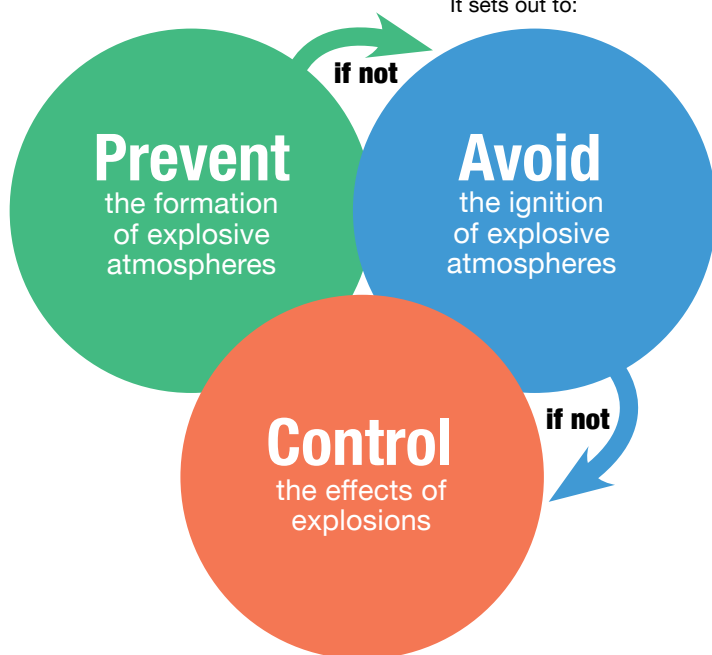 It sets out to:
if not
Prevent
the formation
of explosive
atmospheres
Avoid
the ignition
of explosive
atmospheres
if not
Control
the effects of
explosions